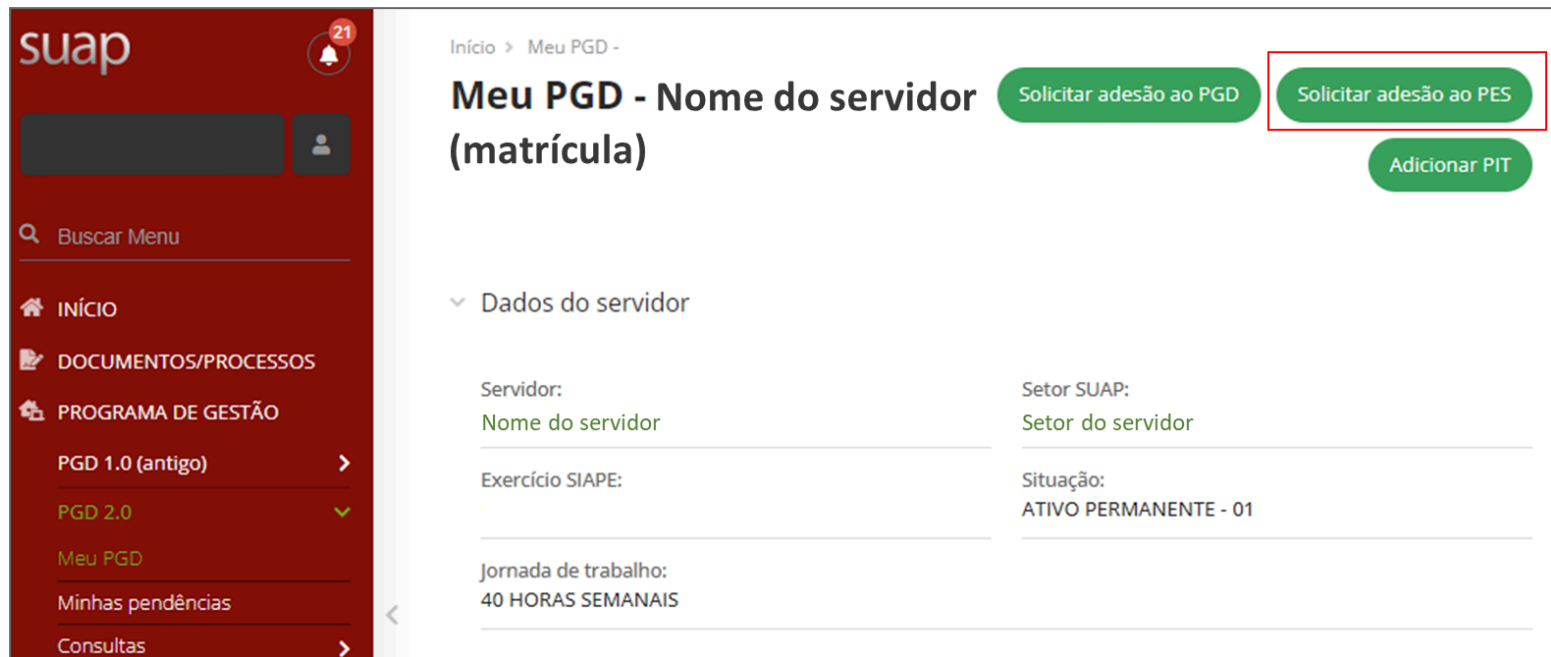 suap
21
Buscar Menu
INÍCIO
DOCUMENTOS/PROCESSOS
PROGRAMA DE GESTÃO
PGD 1.0 (antigo)
PGD 2.0
Meu PGD
Minhas pendências
Consultas
Início > Meu PGD -
Meu PGD - Nome do servidor
(matrícula)
Solicitar adesão ao PGD
Solicitar adesão ao PES
Adicionar PIT
Dados do servidor
Servidor:
Nome do servidor
Setor SUAP:
Setor do servidor
Exercício SIAPE:
Situação:
ATIVO PERMANENTE - 01
Jornada de trabalho:
40 HORAS SEMANAIS